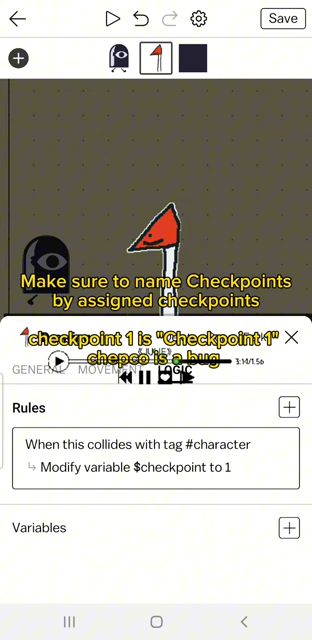 Save
Make sure to name Checkpoints
by assigned checkpoints
checkpoint 1 is "Checkpoint 1"
chepco is a bug
3:14/1:56
GENERAL MOVEMENT LOGIC
Rules
When this collides with tag #character
Modify variable $checkpoint to 1
Variables